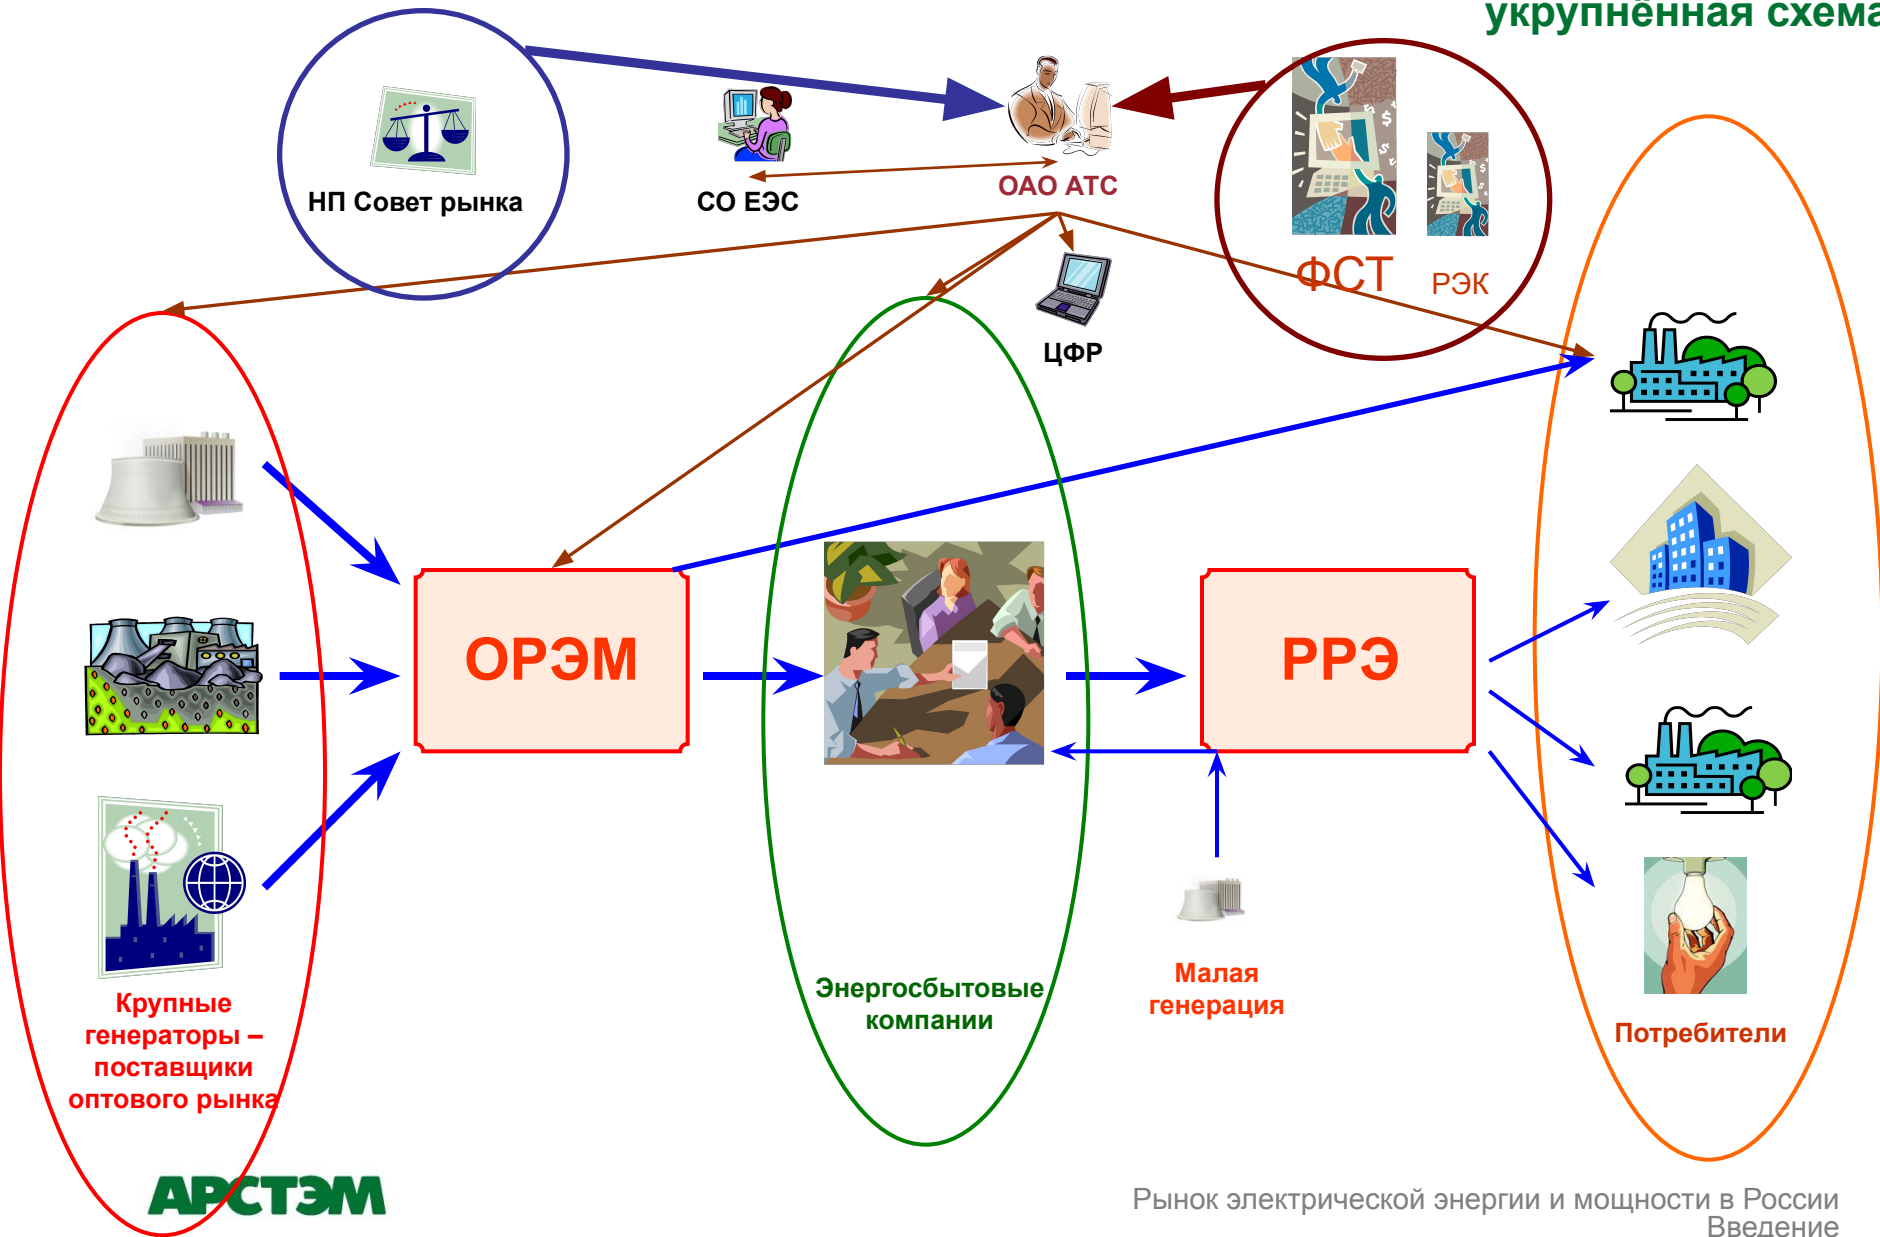 укрупнённая схема
НП Совет рынка
СО ЕЭС
ОАО АТС
ФСТ
РЭК
ЦФР
ОРЭМ
РРЭ
Крупные
генераторы –
поставщики
оптового рынка
Энергосбытовые
компании
Малая
генерация
Потребители
АРСТЭМ
Рынок электрической энергии и мощности в России
Введение